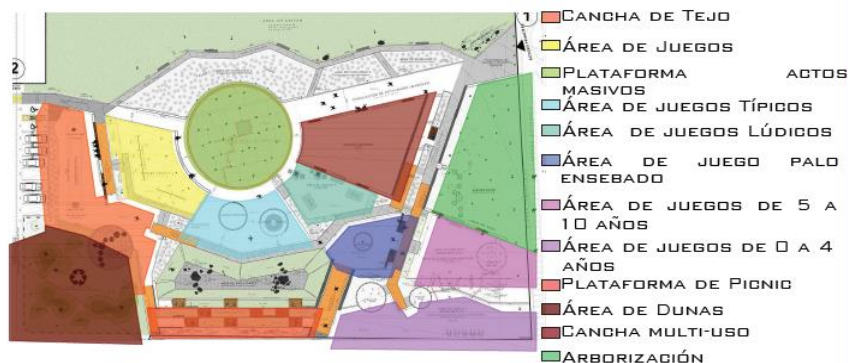 1
2
CANCHA DE TEJO
ÁREA DE JUEGOS
PLATAFORMA ACTOS
MASIVOS
ÁREA DE JUEGOS TÍPICOS
ÁREA DE JUEGOS LÚDICOS
ÁREA DE JUEGO PALO
ENSEBADO
ÁREA DE JUEGOS DE 5 A
10 AÑOS
ÁREA DE JUEGOS DE 0 A 4
AÑOS
PLATAFORMA DE PICNIC
ÁREA DE DUNAS
CANCHA MULTI-USO
ARBORIZACIÓN